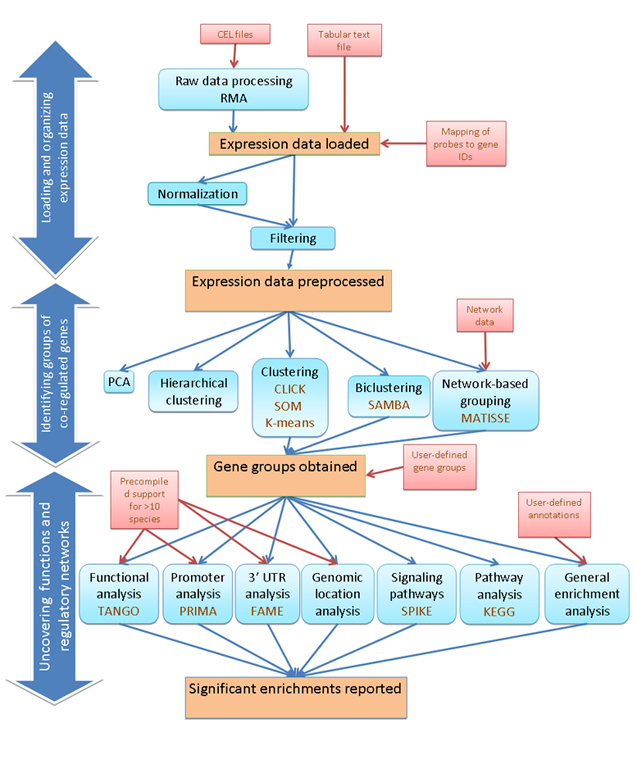 CEL files
Tabular text
file
Raw data processing
RMA
Expression data loaded
Mapping of
probes to gene
IDs
Normalization
Filtering
Loading and organizing
expression data
Expression data preprocessed
Network
data
PCA
Hierarchical
clustering
Clustering
CLICK
SOM
K-means
Biclustering
SAMBA
Network-based
grouping
MATISSE
Identifying groups of
co-regulated genes
Gene groups obtained
User-defined
gene groups
Precompile
d support
for >10
species
User-defined
annotations
Functional
analysis
TANGO
Promoter
analysis
PRIMA
3’ UTR
analysis
FAME
Genomic
location
analysis
Signaling
pathways
SPIKE
Pathway
analysis
KEGG
General
enrichment
analysis
Uncovering functions and
regulatory networks
Significant enrichments reported